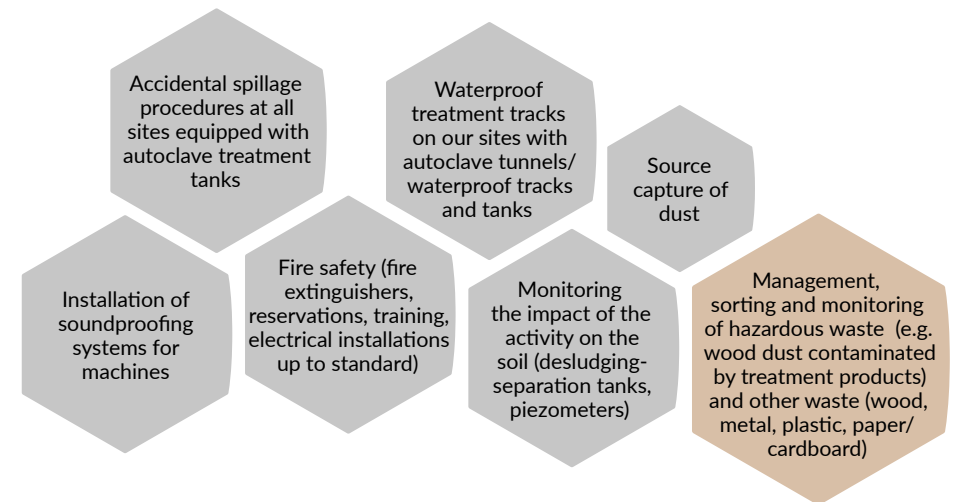 Accidental spillage
procedures at all
sites equipped with
autoclave treatment
tanks
Waterproof
treatment tracks
on our sites with
autoclave tunnels/
waterproof tracks
and tanks
Source
capture of
dust
Installation of
soundproofing
systems for
machines
Fire safety (fire
extinguishers,
reservations, training,
electrical installations
up to standard)
Monitoring
the impact of the
activity on the
soil (desludging-
separation tanks,
piezometers)
Management,
sorting and monitoring
of hazardous waste (e.g.
wood dust contaminated
by treatment products)
and other waste (wood,
metal, plastic, paper/
cardboard)